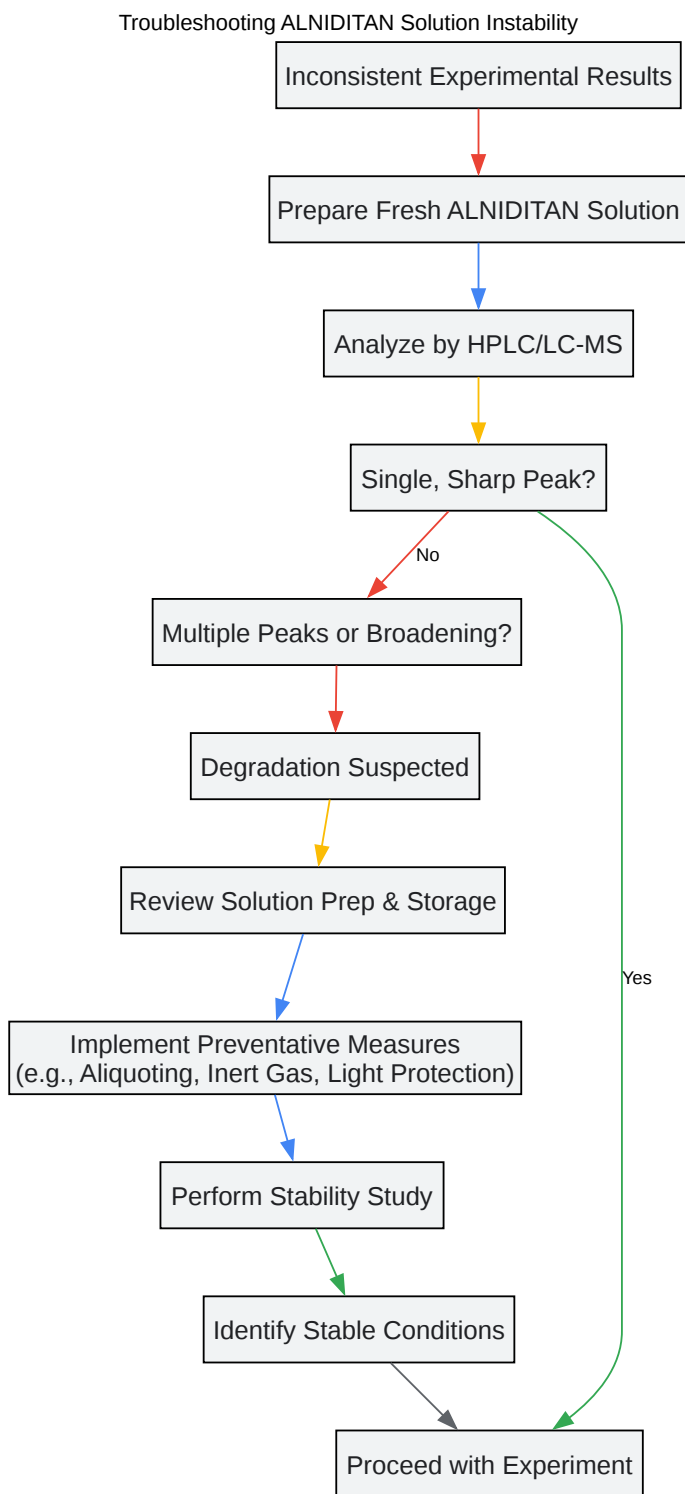 Troubleshooting ALNIDITAN Solution Instability
Inconsistent Experimental Results
Prepare Fresh ALNIDITAN Solution
Analyze by HPLC/LC-MS
Single, Sharp Peak?
No
Multiple Peaks or Broadening?
Degradation Suspected
Review Solution Prep & Storage
Yes
Implement Preventative Measures
(e.g., Aliquoting, Inert Gas, Light Protection)
Perform Stability Study
Identify Stable Conditions
Proceed with Experiment